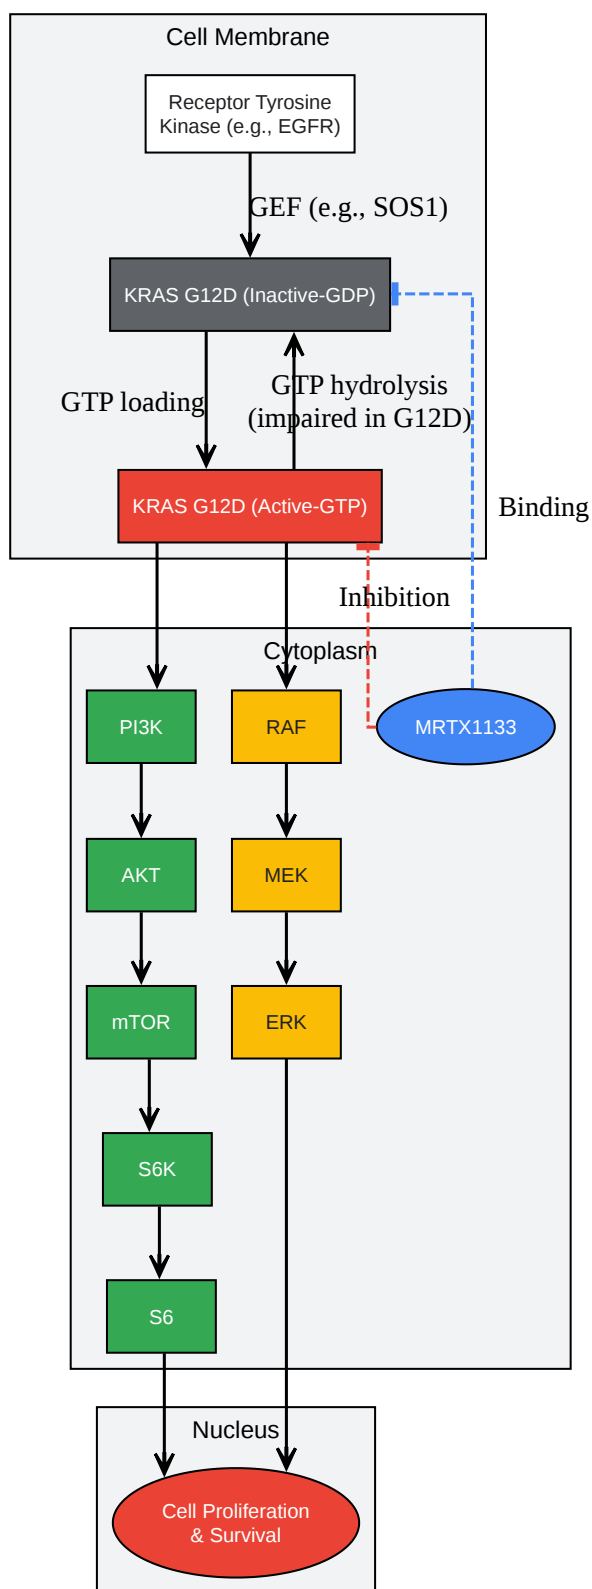 Cell Membrane
Receptor Tyrosine
Kinase (e.g., EGFR)
GEF (e.g., SOS1)
KRAS G12D (Inactive-GDP)
GTP loading
GTP hydrolysis
(impaired in G12D)
KRAS G12D (Active-GTP)
Binding
Inhibition
Cytoplasm
PI3K
RAF
MRTX1133
AKT
MEK
mTOR
ERK
S6K
S6
Nucleus
Cell Proliferation
& Survival